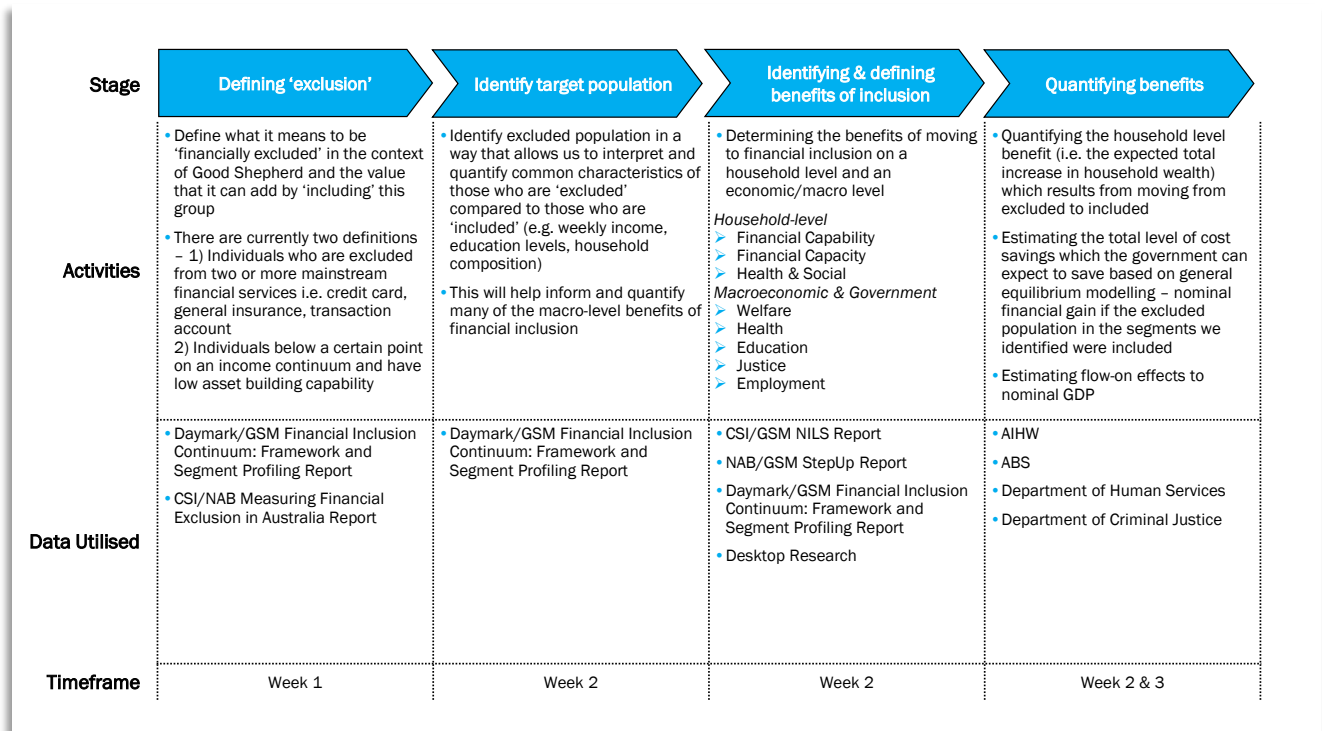 Stage
Defining ‘exclusion’
Identify target population
Identifying & defining
benefits of inclusion
Quantifying benefits
Activities
• Define what it means to be
‘financially excluded’ in the context
of Good Shepherd and the value
that it can add by ‘including’ this
group
• There are currently two definitions
– 1) Individuals who are excluded
from two or more mainstream
financial services i.e. credit card,
general insurance, transaction
account
2) Individuals below a certain point
on an income continuum and have
low asset building capability
• Identify excluded population in a
way that allows us to interpret and
quantify common characteristics of
those who are ‘excluded’
compared to those who are
‘included’ (e.g. weekly income,
education levels, household
composition)
• This will help inform and quantify
many of the macro-level benefits of
financial inclusion
• Determining the benefits of moving
to financial inclusion on a
household level and an
economic/macro level
Household-level
➢ Financial Capability
➢ Financial Capacity
➢ Health & Social
Macroeconomic & Government
➢ Welfare
➢ Health
➢ Education
➢ Justice
➢ Employment
• Quantifying the household level
benefit (i.e. the expected total
increase in household wealth)
which results from moving from
excluded to included
• Estimating the total level of cost
savings which the government can
expect to save based on general
equilibrium modelling – nominal
financial gain if the excluded
population in the segments we
identified were included
• Estimating flow-on effects to
nominal GDP
Data Utilised
• Daymark/GSM Financial Inclusion
Continuum: Framework and
Segment Profiling Report
• CSI/NAB Measuring Financial
Exclusion in Australia Report
• Daymark/GSM Financial Inclusion
Continuum: Framework and
Segment Profiling Report
• CSI/GSM NILS Report
• NAB/GSM StepUp Report
• Daymark/GSM Financial Inclusion
Continuum: Framework and
Segment Profiling Report
• Desktop Research
• AIHW
• ABS
• Department of Human Services
• Department of Criminal Justice
Timeframe
Week 1
Week 2
Week 2
Week 2 & 3